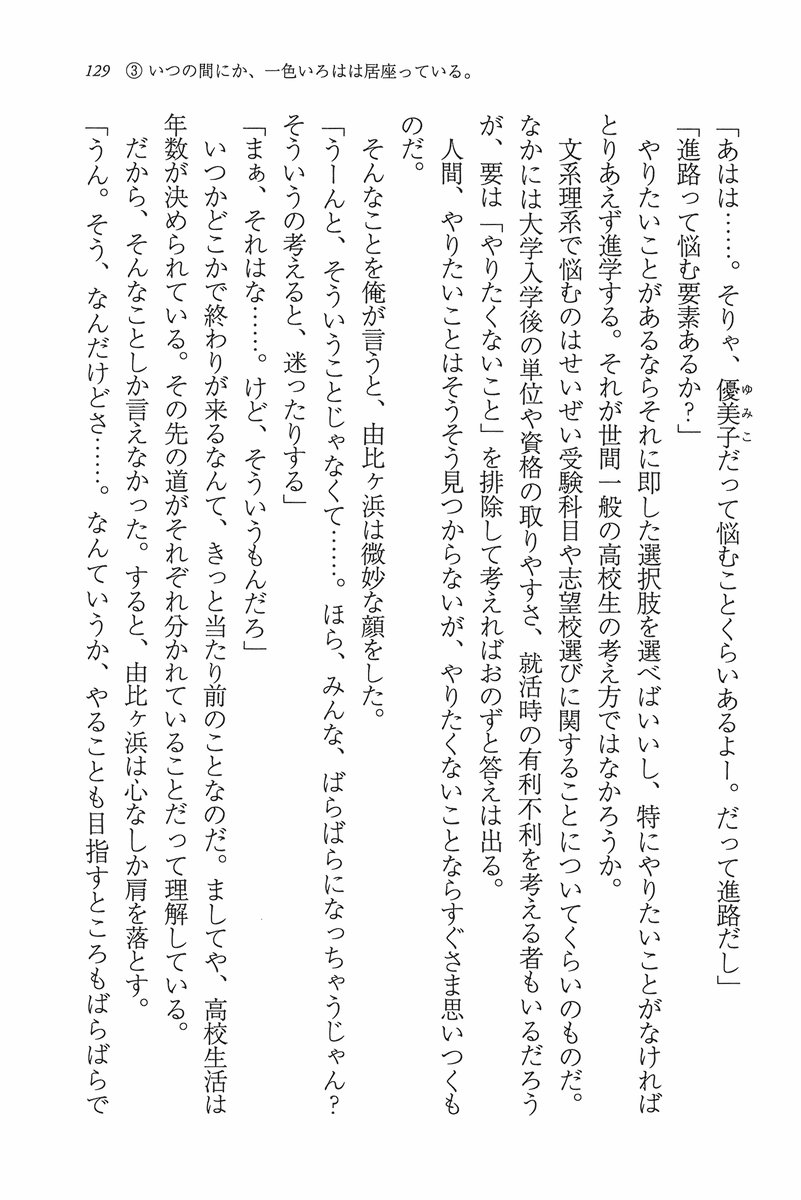 129 ③ いつの間にか、一色いろはは居座っている。
「あはは……。そりゃ、優美子だって悩むことくらいあるよー。だって進路だし」
ゆみこ
「進路って悩む要素あるか？」
やりたいことがあるならそれに即した選択肢を選べばいいし、特にやりたいことがなければ
とりあえず進学する。それが世間一般の高校生の考え方ではなかろうか。
文系理系で悩むのはせいぜい受験科目や志望校選びに関することについてくらいのものだ。
なかには大学入学後の単位や資格の取りやすさ、就活時の有利不利を考える者もいるだろう
が、要は「やりたくないこと」を排除して考えればおのずと答えは出る。
人間、やりたいことはそうそう見つからないが、やりたくないことならすぐさま思いつくも
のだ。
そんなことを俺が言うと、由比ヶ浜は微妙な顔をした。
「うーんと、そういうことじゃなくて……。ほら、みんな、ばらばらになっちゃうじゃん？
そういうの考えると、迷ったりする」
「まぁ、それはな……。けど、そういうもんだろ」
いつかどこかで終わりが来るなんて、きっと当たり前のことなのだ。ましてや、高校生活は
年数が決められている。その先の道がそれぞれ分かれていることだって理解している。
だから、そんなことしか言えなかった。すると、由比ヶ浜は心なしか肩を落とす。
「うん。そう、なんだけどさ……。なんていうか、やることも目指すところもばらばらで